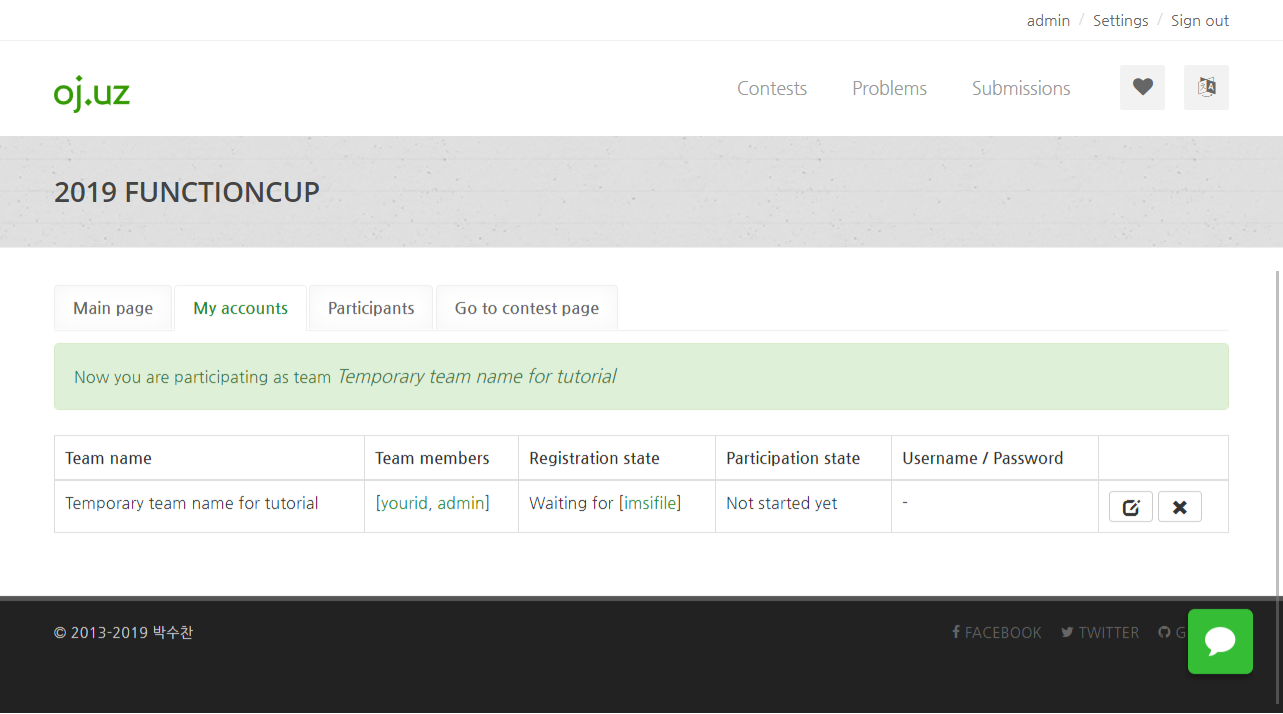 admin / Settings / Sign out
oj.uz
Contests Problems Submissions
2019 FUNCTIONCUP
Main page My accounts Participants Go to contest page
Now you are participating as team Temporary team name for tutorial
Team name Team members Registration state Participation state Username / Password
Temporary team name for tutorial [yourid, admin] Waiting for [imsifile] Not started yet -
© 2013-2019 박수찬 FACEBOOK TWITTER G